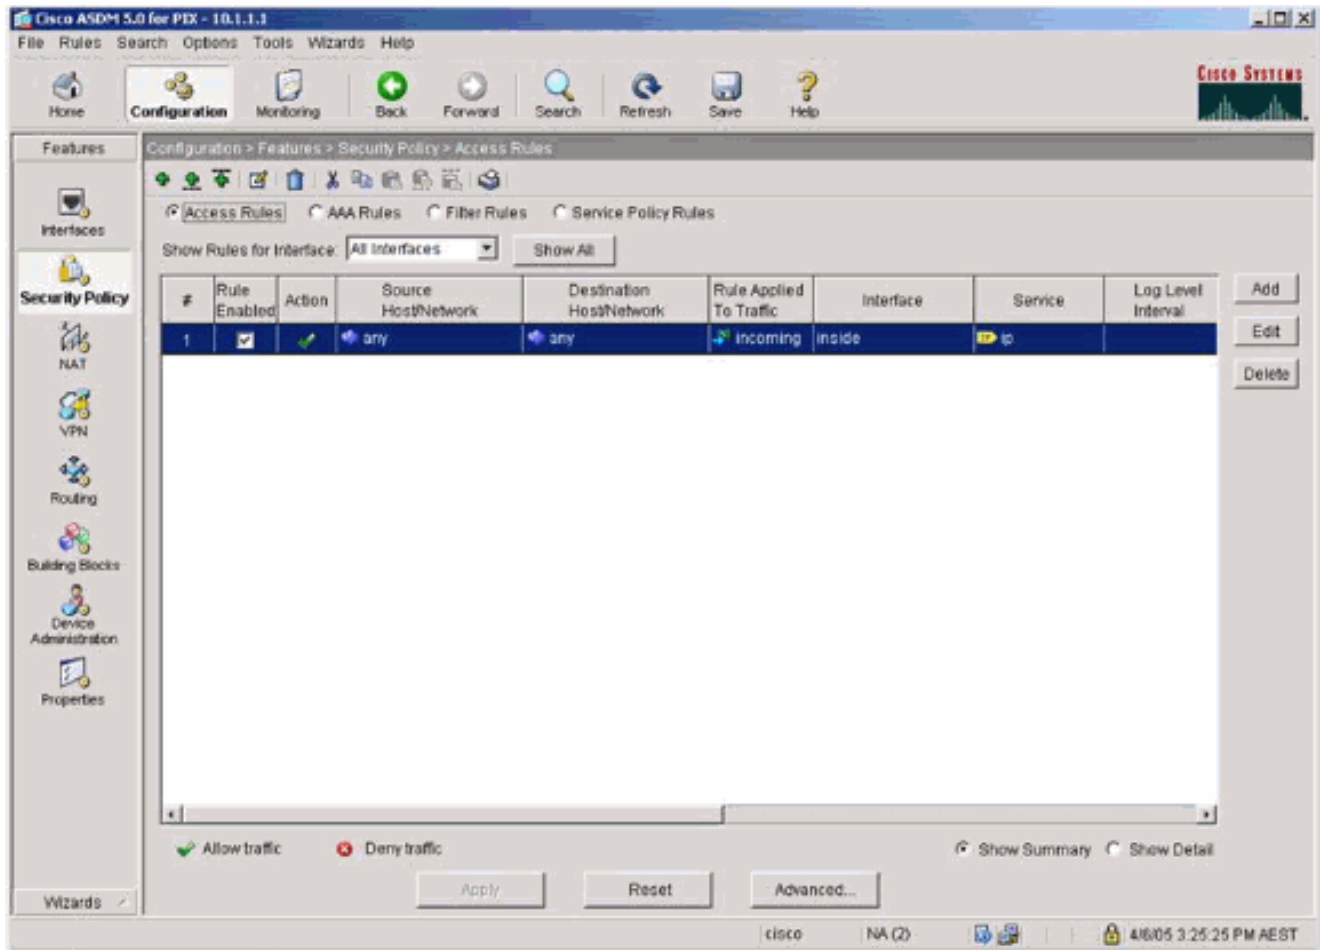 Cisco ASDM 5.0 for PIX - 10.1.1.1
File Rules Search Options Tools Wizards Help
Home Configuration Monitoring Back Forward Search Refresh Save Help
CISCO SYSTEMS
Features
Configuration > Features > Security Policy > Access Rules
Access Rules AAA Rules Filter Rules Service Policy Rules
Show Rules for Interface: All Interfaces Show All
# Rule Enabled Action Source Host/Network Destination Host/Network Rule Applied To Traffic Interface Service Log Level Interval
1 any any incoming inside IP ip
Add
Edit
Delete
Interfaces
Security Policy
NAT
VPN
Routing
Building Blocks
Device Administration
Properties
Wizards
Allow traffic Deny traffic Show Summary Show Detail
Apply Reset Advanced...
cisco NA (2) 4/6/05 3:25:25 PM AEST